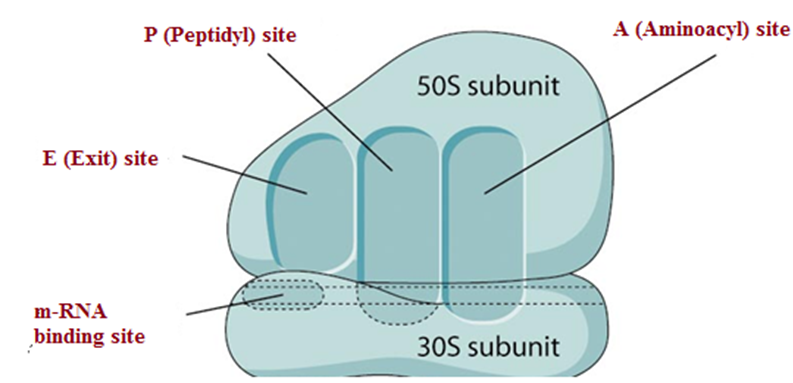 P (Peptidyl) site
A (Aminoacyl) site
50S subunit
E (Exit) site
m-RNA
binding site
30S subunit